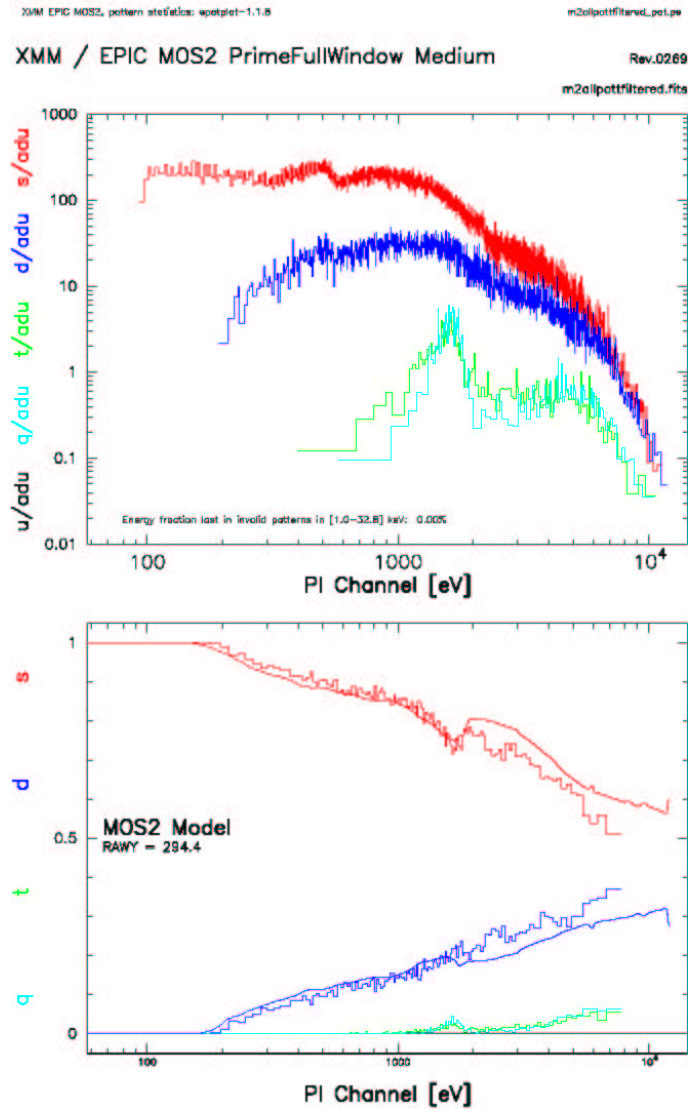 XMM EPIC MOS2, pattern statistics: epatplot-1.1.8
m2allpattfiltered_pat.ps
XMM / EPIC MOS2 PrimeFullWindow Medium
Rev.0269
m2allpattfiltered.fits
u/adu q/adu t/adu d/adu s/adu
1000
100
10
1
0.1
0.01
Energy fraction lost in invalid patterns in [1.0-32.8] keV: 0.00%
100 1000 10⁴
PI Channel [eV]
q t d s
1
0.5
0
MOS2 Model
RAWY = 294.4
100 1000 10⁴
PI Channel [eV]